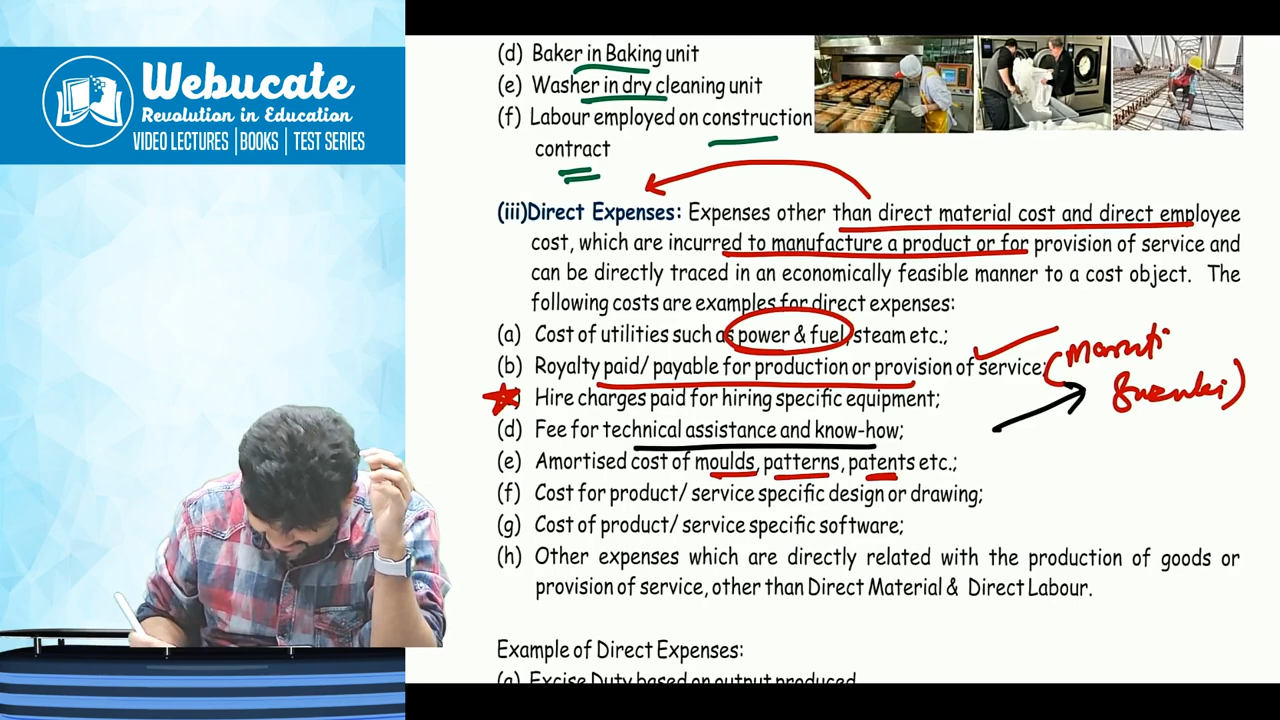 Webucate
Revolution in Education
VIDEO LECTURES | BOOKS | TEST SERIES
(d) Baker in Baking unit
(e) Washer in dry cleaning unit
(f) Labour employed on construction
contract
(iii)Direct Expenses: Expenses other than direct material cost and direct employee
cost, which are incurred to manufacture a product or for provision of service and
can be directly traced in an economically feasible manner to a cost object. The
following costs are examples for direct expenses:
(a) Cost of utilities such as power & fuel, steam etc.;
(b) Royalty paid/ payable for production or provision of service;
(Maruti
Suzuki)
Hire charges paid for hiring specific equipment;
(d) Fee for technical assistance and know-how;
(e) Amortised cost of moulds, patterns, patents etc.;
(f) Cost for product/ service specific design or drawing;
(g) Cost of product/ service specific software;
(h) Other expenses which are directly related with the production of goods or
provision of service, other than Direct Material & Direct Labour.
Example of Direct Expenses:
(a) Excise Duty based on output produced